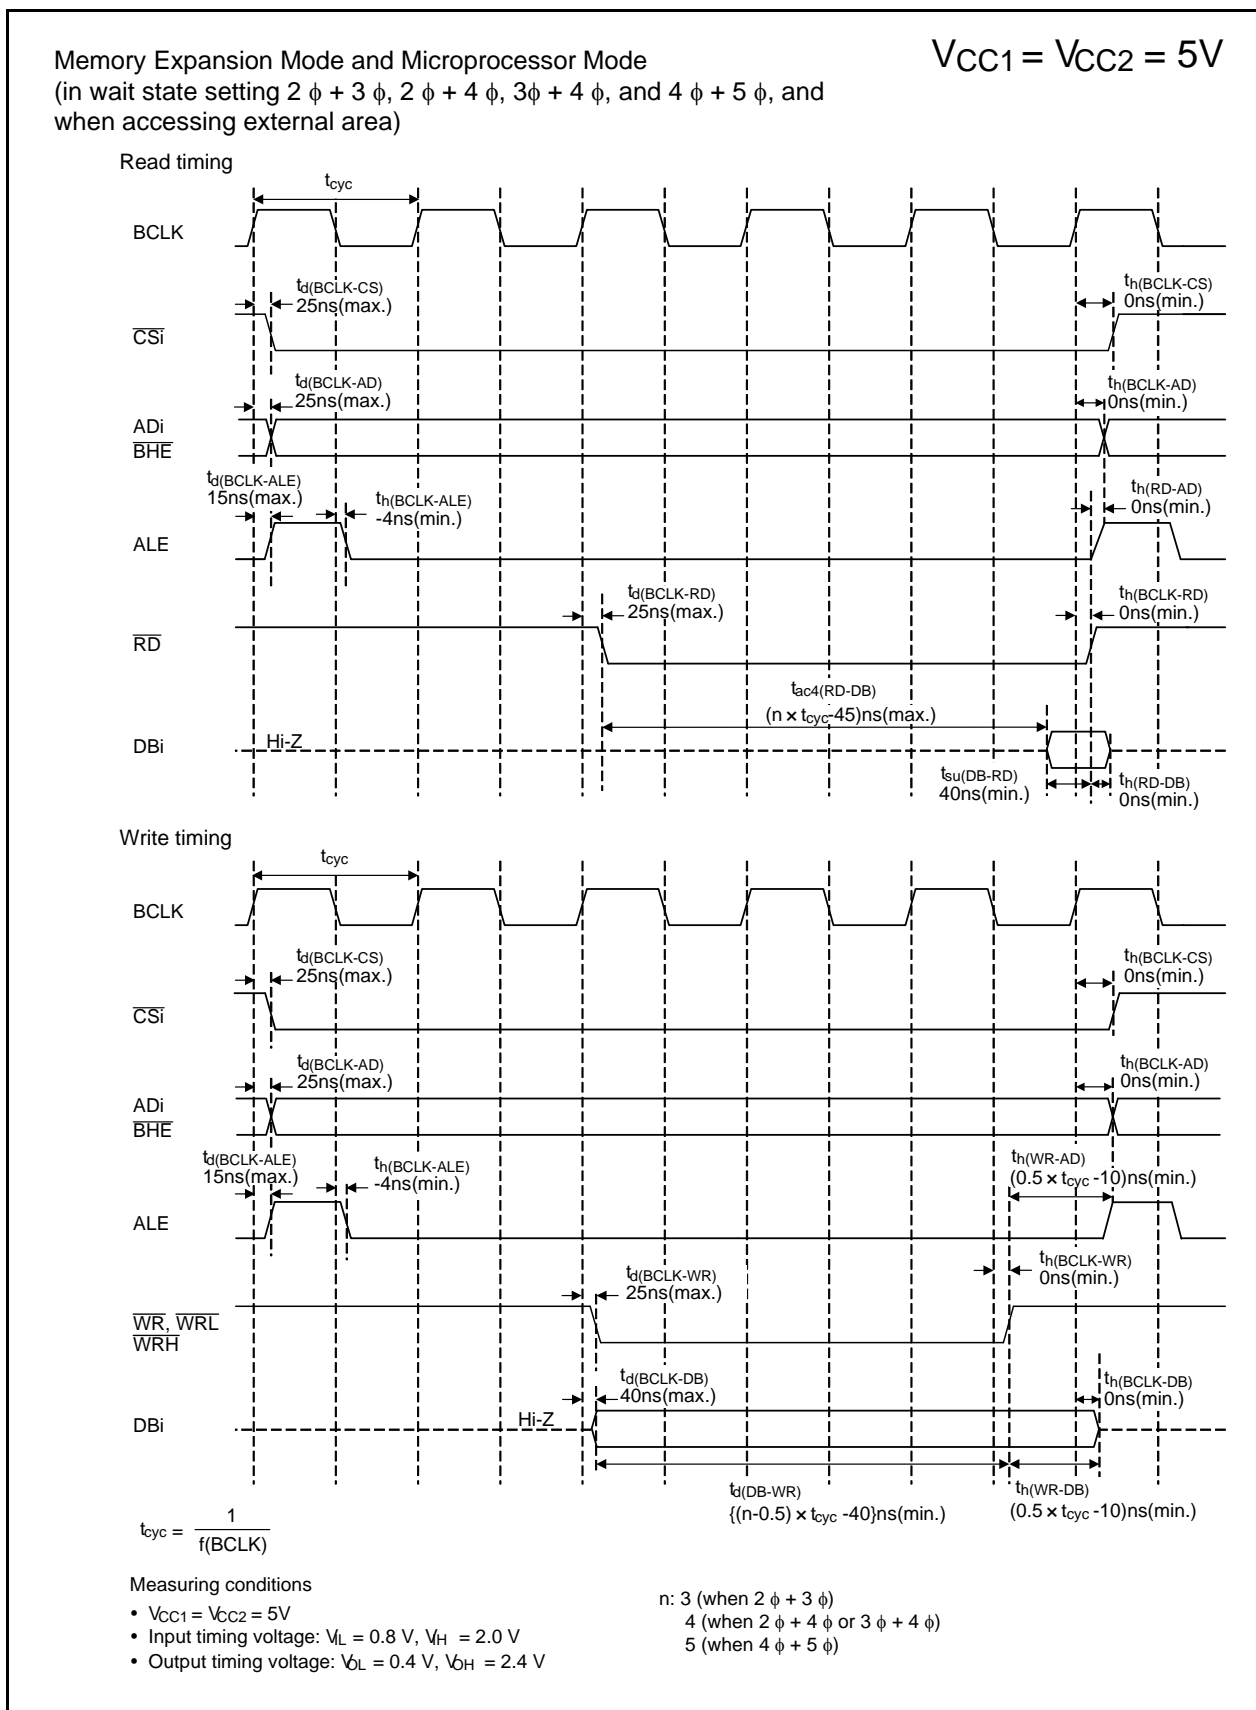 Memory Expansion Mode and Microprocessor Mode
(in wait state setting 2 ϕ + 3 ϕ, 2 ϕ + 4 ϕ, 3ϕ + 4 ϕ, and 4 ϕ + 5 ϕ, and
when accessing external area)
VCC1 = VCC2 = 5V
Read timing
tcyc
BCLK
td(BCLK-CS)
25ns(max.)
th(BCLK-CS)
0ns(min.)
CSi
td(BCLK-AD)
25ns(max.)
th(BCLK-AD)
0ns(min.)
ADi
BHE
td(BCLK-ALE)
15ns(max.)
th(BCLK-ALE)
-4ns(min.)
th(RD-AD)
0ns(min.)
ALE
td(BCLK-RD)
25ns(max.)
th(BCLK-RD)
0ns(min.)
RD
tac4(RD-DB)
(n × tcyc-45)ns(max.)
DBi
Hi-Z
tsu(DB-RD)
40ns(min.)
th(RD-DB)
0ns(min.)
Write timing
tcyc
BCLK
td(BCLK-CS)
25ns(max.)
th(BCLK-CS)
0ns(min.)
CSi
td(BCLK-AD)
25ns(max.)
th(BCLK-AD)
0ns(min.)
ADi
BHE
td(BCLK-ALE)
15ns(max.)
th(BCLK-ALE)
-4ns(min.)
th(WR-AD)
(0.5 × tcyc -10)ns(min.)
ALE
td(BCLK-WR)
25ns(max.)
th(BCLK-WR)
0ns(min.)
WR, WRL
WRH
td(BCLK-DB)
40ns(max.)
th(BCLK-DB)
0ns(min.)
DBi
Hi-Z
td(DB-WR)
{(n-0.5) × tcyc -40}ns(min.)
th(WR-DB)
(0.5 × tcyc -10)ns(min.)
tcyc = 1
f(BCLK)
Measuring conditions
• VCC1 = VCC2 = 5V
• Input timing voltage: VIL = 0.8 V, VIH = 2.0 V
• Output timing voltage: VOL = 0.4 V, VOH = 2.4 V
n: 3 (when 2 ϕ + 3 ϕ)
4 (when 2 ϕ + 4 ϕ or 3 ϕ + 4 ϕ)
5 (when 4 ϕ + 5 ϕ)